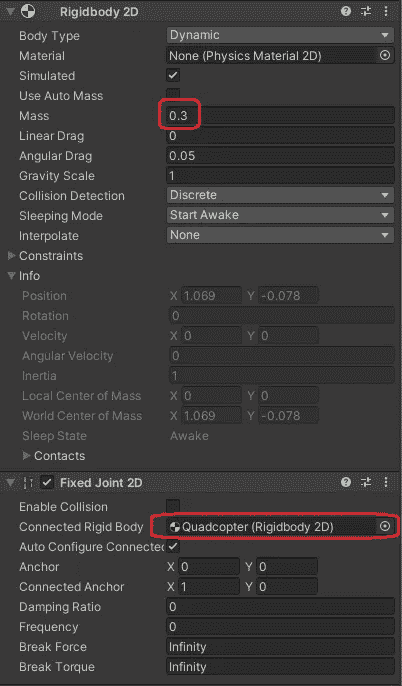 Rigidbody 2D
Body Type Dynamic
Material None (Physics Material 2D)
Simulated
Use Auto Mass
Mass 0.3
Linear Drag 0
Angular Drag 0.05
Gravity Scale 1
Collision Detection Discrete
Sleeping Mode Start Awake
Interpolate None
Constraints
Info
Position X 1.069 Y -0.078
Rotation 0
Velocity X 0 Y 0
Angular Velocity 0
Inertia 1
Local Center of Mass X 0 Y 0
World Center of Mass X 1.069 Y -0.078
Sleep State Awake
Contacts
Fixed Joint 2D
Enable Collision
Connected Rigid Body Quadcopter (Rigidbody 2D)
Auto Configure Connected
Anchor X 0 Y 0
Connected Anchor X 1 Y 0
Damping Ratio 0
Frequency 0
Break Force Infinity
Break Torque Infinity